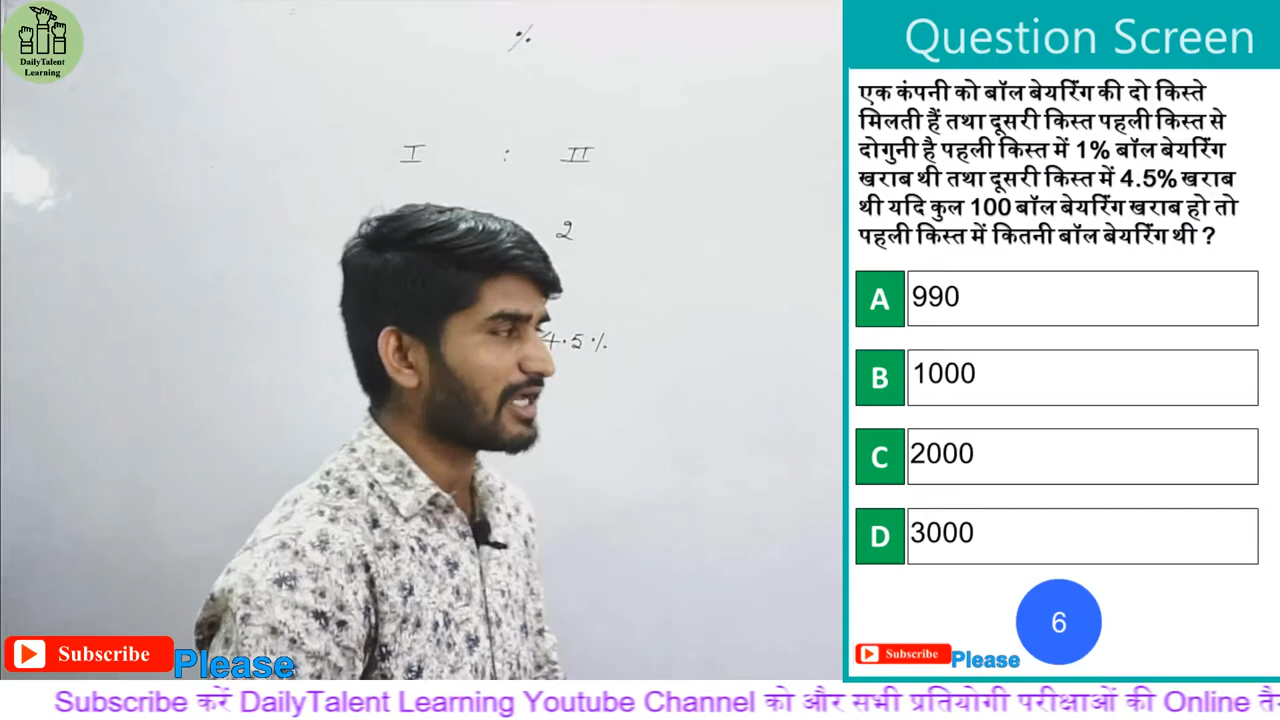 DailyTalent
Learning
%
I : II
2
4.5%
Question Screen
एक कंपनी को बॉल बेयरिंग की दो किस्ते
मिलती हैं तथा दूसरी किस्त पहली किस्त से
दोगुनी है पहली किस्त में 1% बॉल बेयरिंग
खराब थी तथा दूसरी किस्त में 4.5% खराब
थी यदि कुल 100 बॉल बेयरिंग खराब हो तो
पहली किस्त में कितनी बॉल बेयरिंग थी ?
A 990
B 1000
C 2000
D 3000
6
Subscribe Please
Subscribe Please
Subscribe करें DailyTalent Learning Youtube Channel को और सभी प्रतियोगी परीक्षाओं की Online तै